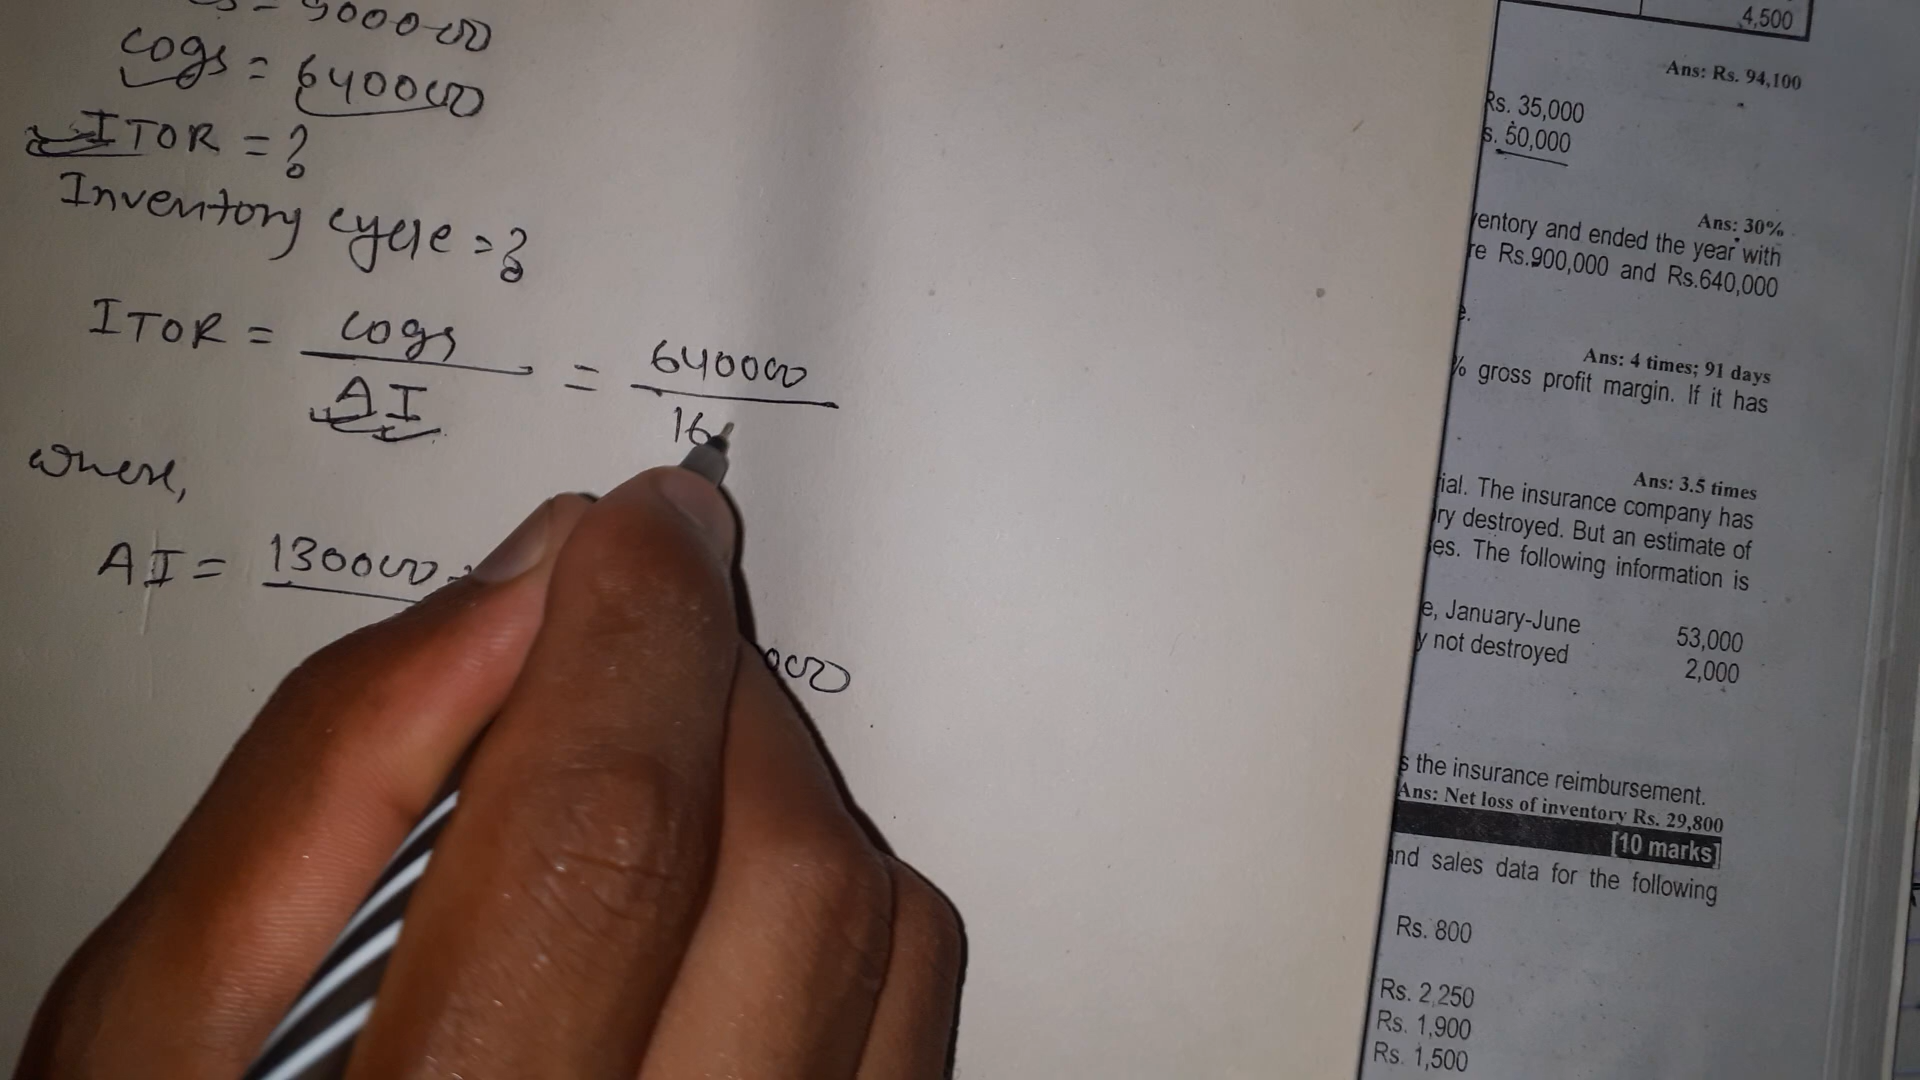 = 900000
cogs = 640000
ITOR = ?
Inventory cycle = ?
ITOR = cogs / AI = 640000 / 16
where,
AI = 130000
000
4,500
Ans: Rs. 94,100
Rs. 35,000
s. 50,000
Ans: 30%
entory and ended the year with
re Rs.900,000 and Rs.640,000
e.
Ans: 4 times; 91 days
% gross profit margin. If it has
Ans: 3.5 times
ial. The insurance company has
ry destroyed. But an estimate of
es. The following information is
e, January-June 53,000
y not destroyed 2,000
s the insurance reimbursement.
Ans: Net loss of inventory Rs. 29,800
[10 marks]
nd sales data for the following
Rs. 800
Rs. 2,250
Rs. 1,900
Rs. 1,500